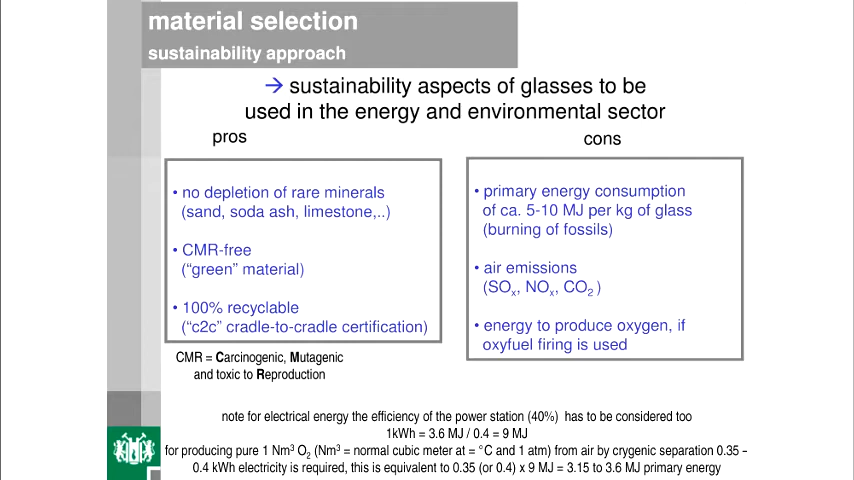 material selection
sustainability approach
→ sustainability aspects of glasses to be
used in the energy and environmental sector
pros
• no depletion of rare minerals
(sand, soda ash, limestone,..)
• CMR-free
("green" material)
• 100% recyclable
("c2c" cradle-to-cradle certification)
CMR = Carcinogenic, Mutagenic
and toxic to Reproduction
cons
• primary energy consumption
of ca. 5-10 MJ per kg of glass
(burning of fossils)
• air emissions
(SOx, NOx, CO2 )
• energy to produce oxygen, if
oxyfuel firing is used
note for electrical energy the efficiency of the power station (40%) has to be considered too
1kWh = 3.6 MJ / 0.4 = 9 MJ
for producing pure 1 Nm³ O2 (Nm³ = normal cubic meter at = °C and 1 atm) from air by crygenic separation 0.35 –
0.4 kWh electricity is required, this is equivalent to 0.35 (or 0.4) x 9 MJ = 3.15 to 3.6 MJ primary energy